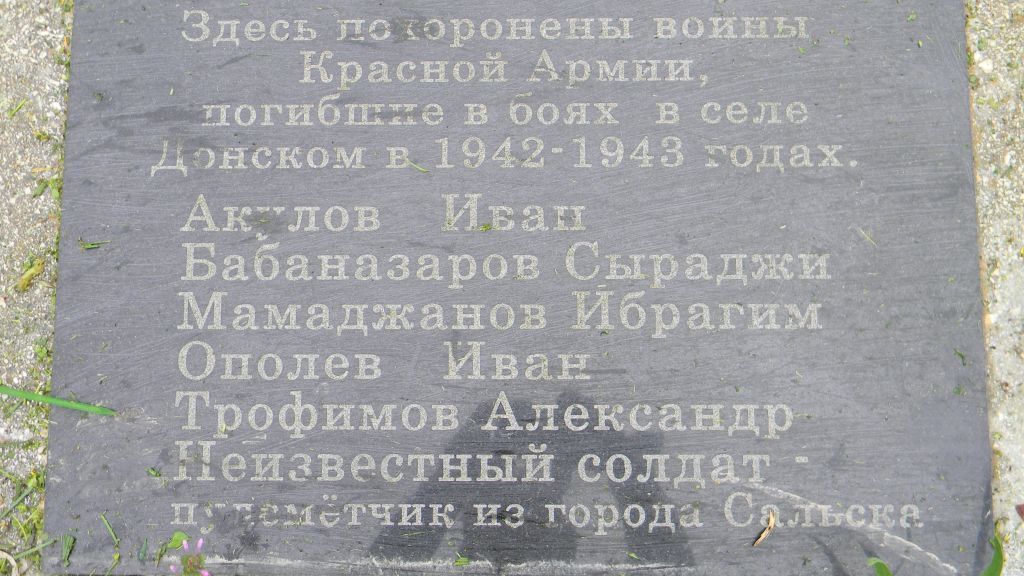 Здесь похоронены воины
Красной Армии,
погибшие в боях в селе
Донском в 1942-1943 годах.
Акулов Иван
Бабаназаров Сыраджи
Мамаджанов Ибрагим
Ополев Иван
Трофимов Александр
Неизвестный солдат -
пулемётчик из города Сальска